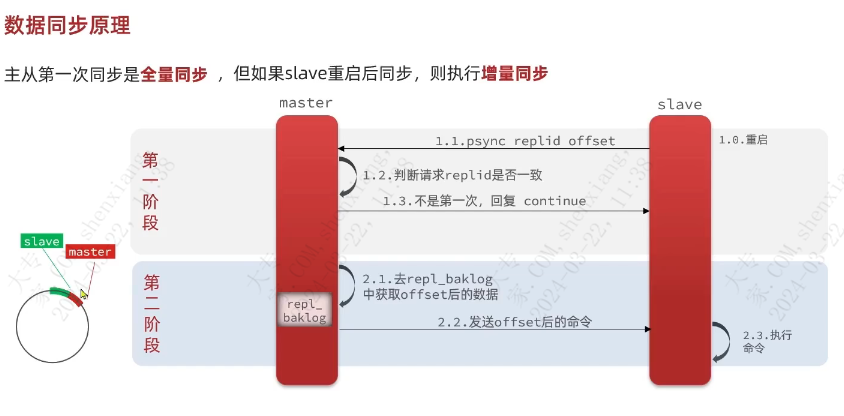 数据同步原理
主从第一次同步是全量同步 ，但如果slave重启后同步，则执行增量同步
master
slave
1.0.重启
1.1.psync replid offset
第一阶段
1.2.判断请求replid是否一致
1.3.不是第一次，回复 continue
slave
master
第二阶段
2.1.去repl_baklog
中获取offset后的数据
repl_
baklog
2.2.发送offset后的命令
2.3.执行
命令